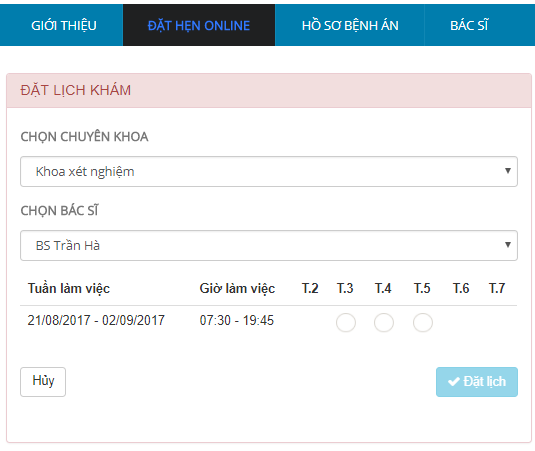 GIỚI THIỆU ĐẶT HẸN ONLINE HỒ SƠ BỆNH ÁN BÁC SĨ
ĐẶT LỊCH KHÁM
CHỌN CHUYÊN KHOA
Khoa xét nghiệm
CHỌN BÁC SĨ
BS Trần Hà
Tuần làm việc Giờ làm việc T.2 T.3 T.4 T.5 T.6 T.7
21/08/2017 - 02/09/2017 07:30 - 19:45
Hủy Đặt lịch